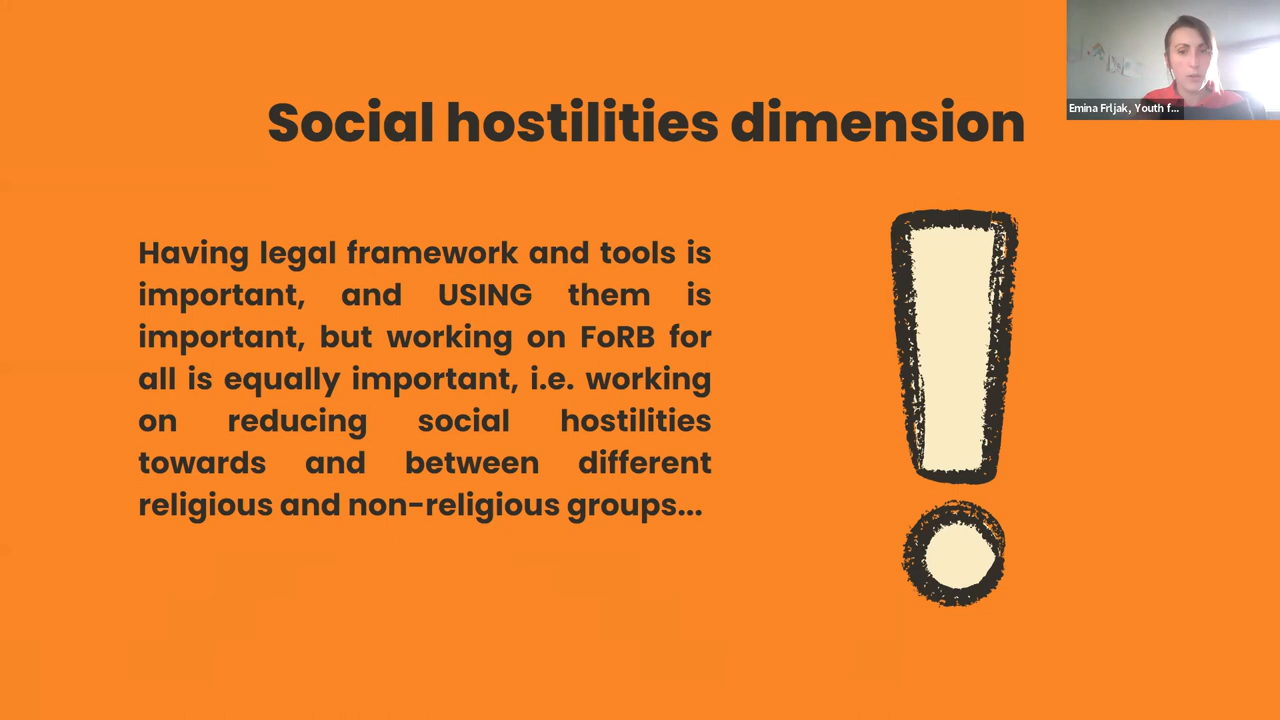 Social hostilities dimension
Emina Frljak, Youth f...
Having legal framework and tools is
important, and USING them is
important, but working on FoRB for
all is equally important, i.e. working
on reducing social hostilities
towards and between different
religious and non-religious groups...